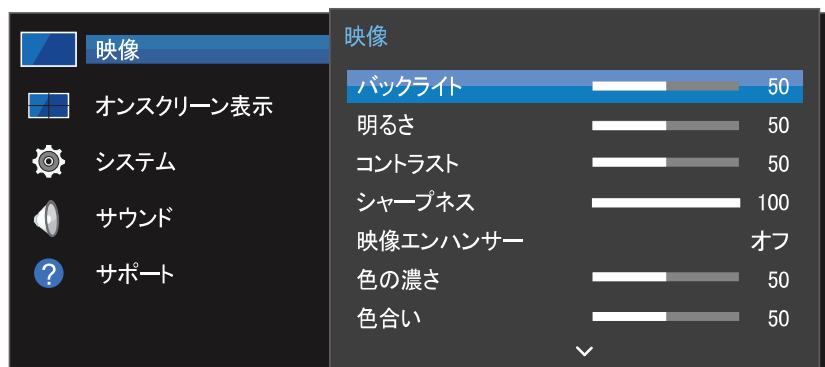 映像
オンスクリーン表示
システム
サウンド
?
サポート
映像
バックライト 50
明るさ 50
コントラスト 50
シャープネス 100
映像エンハンサー オフ
色の濃さ 50
色合い 50